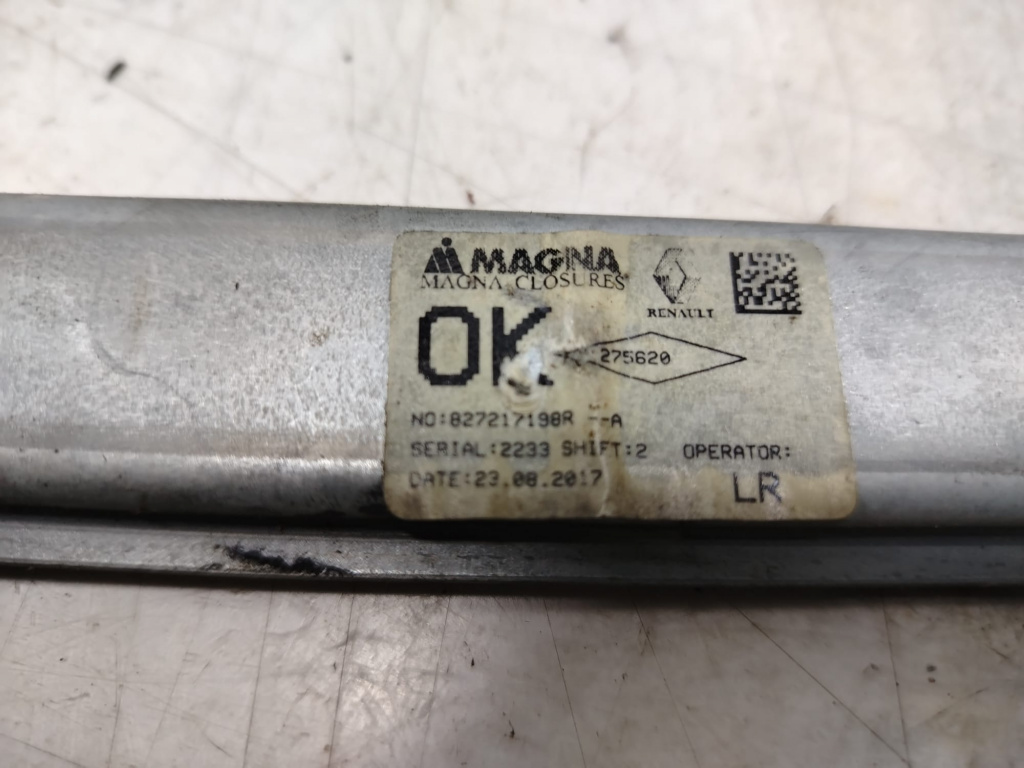 MAGNA
MAGNA CLOSURES
RENAULT
OK
275620
NO:827217198R --A
SERIAL:2233 SHIFT:2 OPERATOR:
DATE:23.08.2017 LR